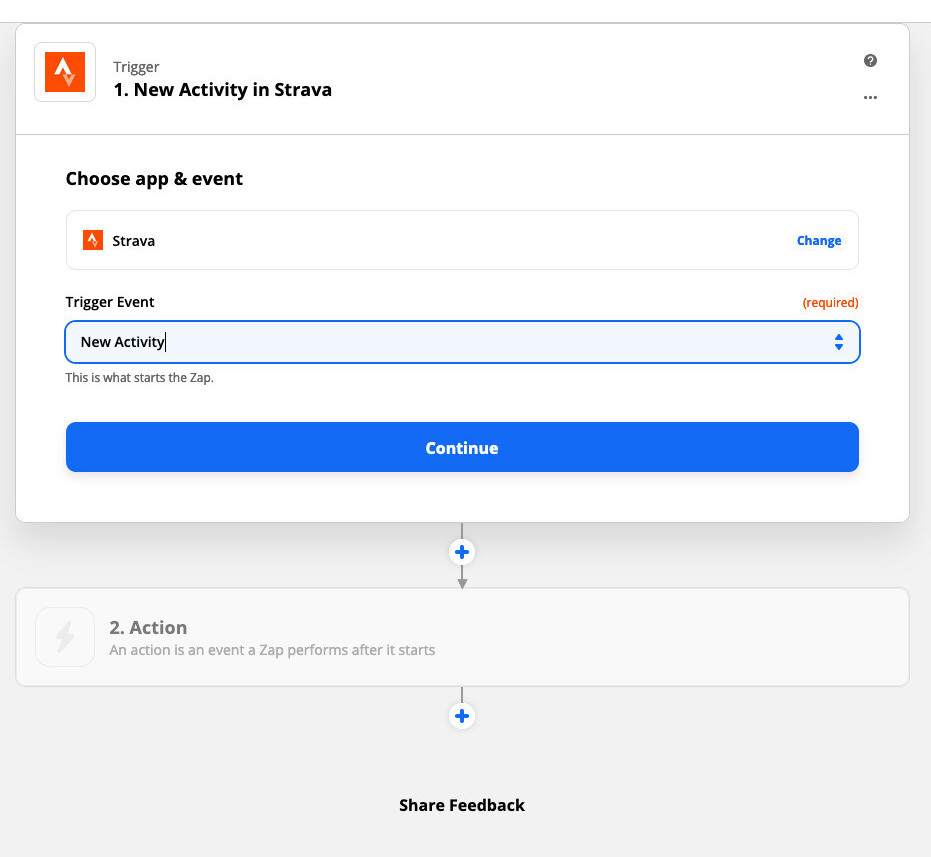 Trigger
1. New Activity in Strava
?
...
Choose app & event
Strava
Change
Trigger Event
(required)
New Activity
This is what starts the Zap.
Continue
2. Action
An action is an event a Zap performs after it starts
Share Feedback